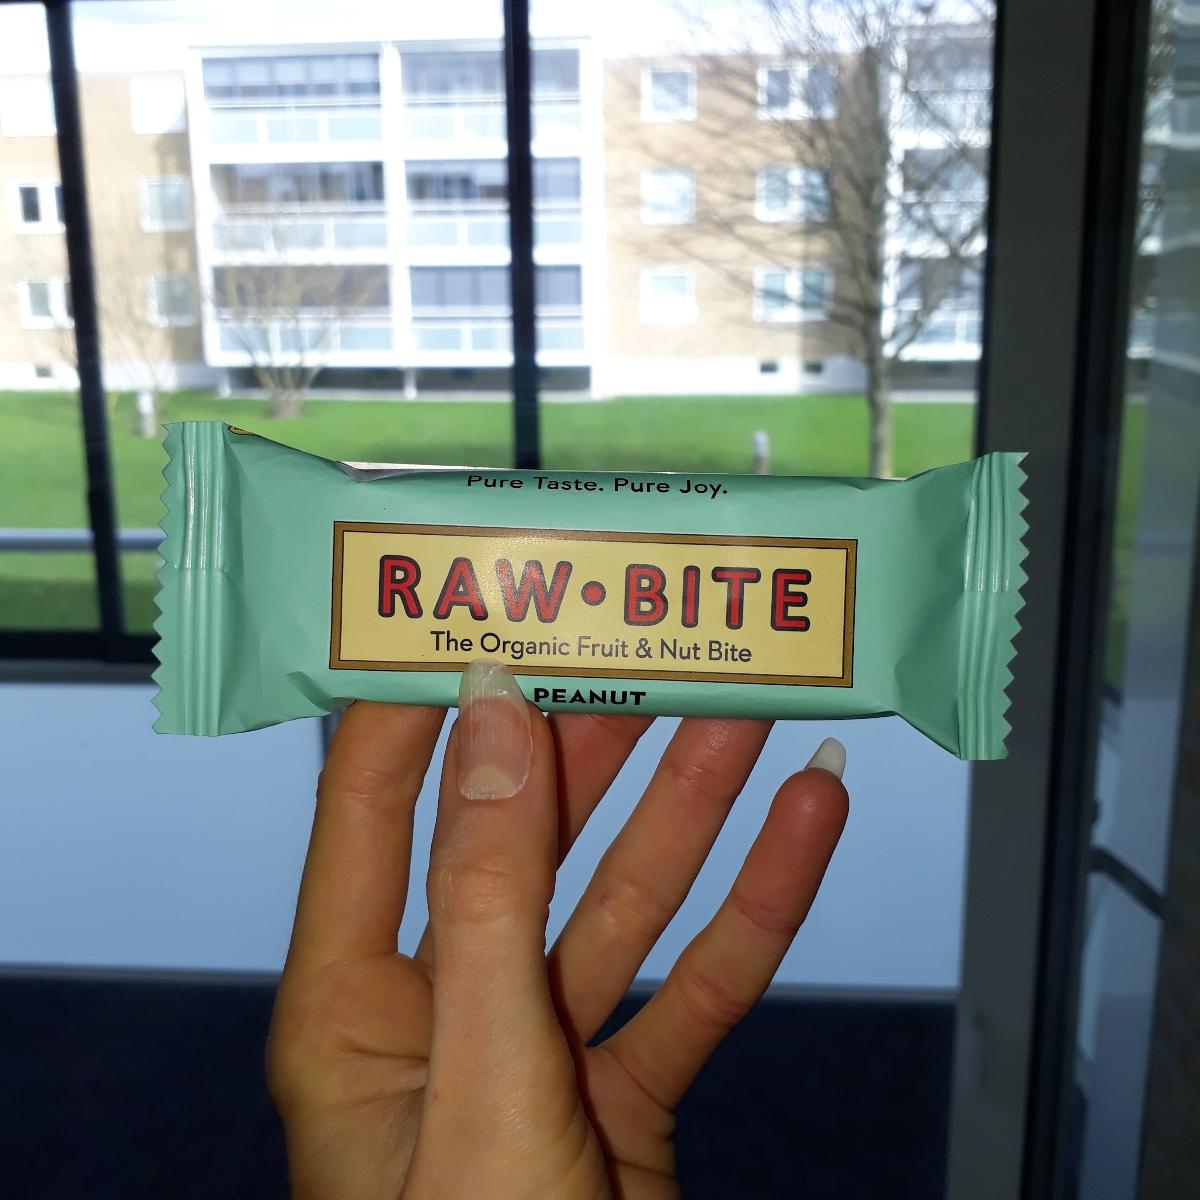 Pure Taste. Pure Joy.
RAW•BITE
The Organic Fruit & Nut Bite
PEANUT